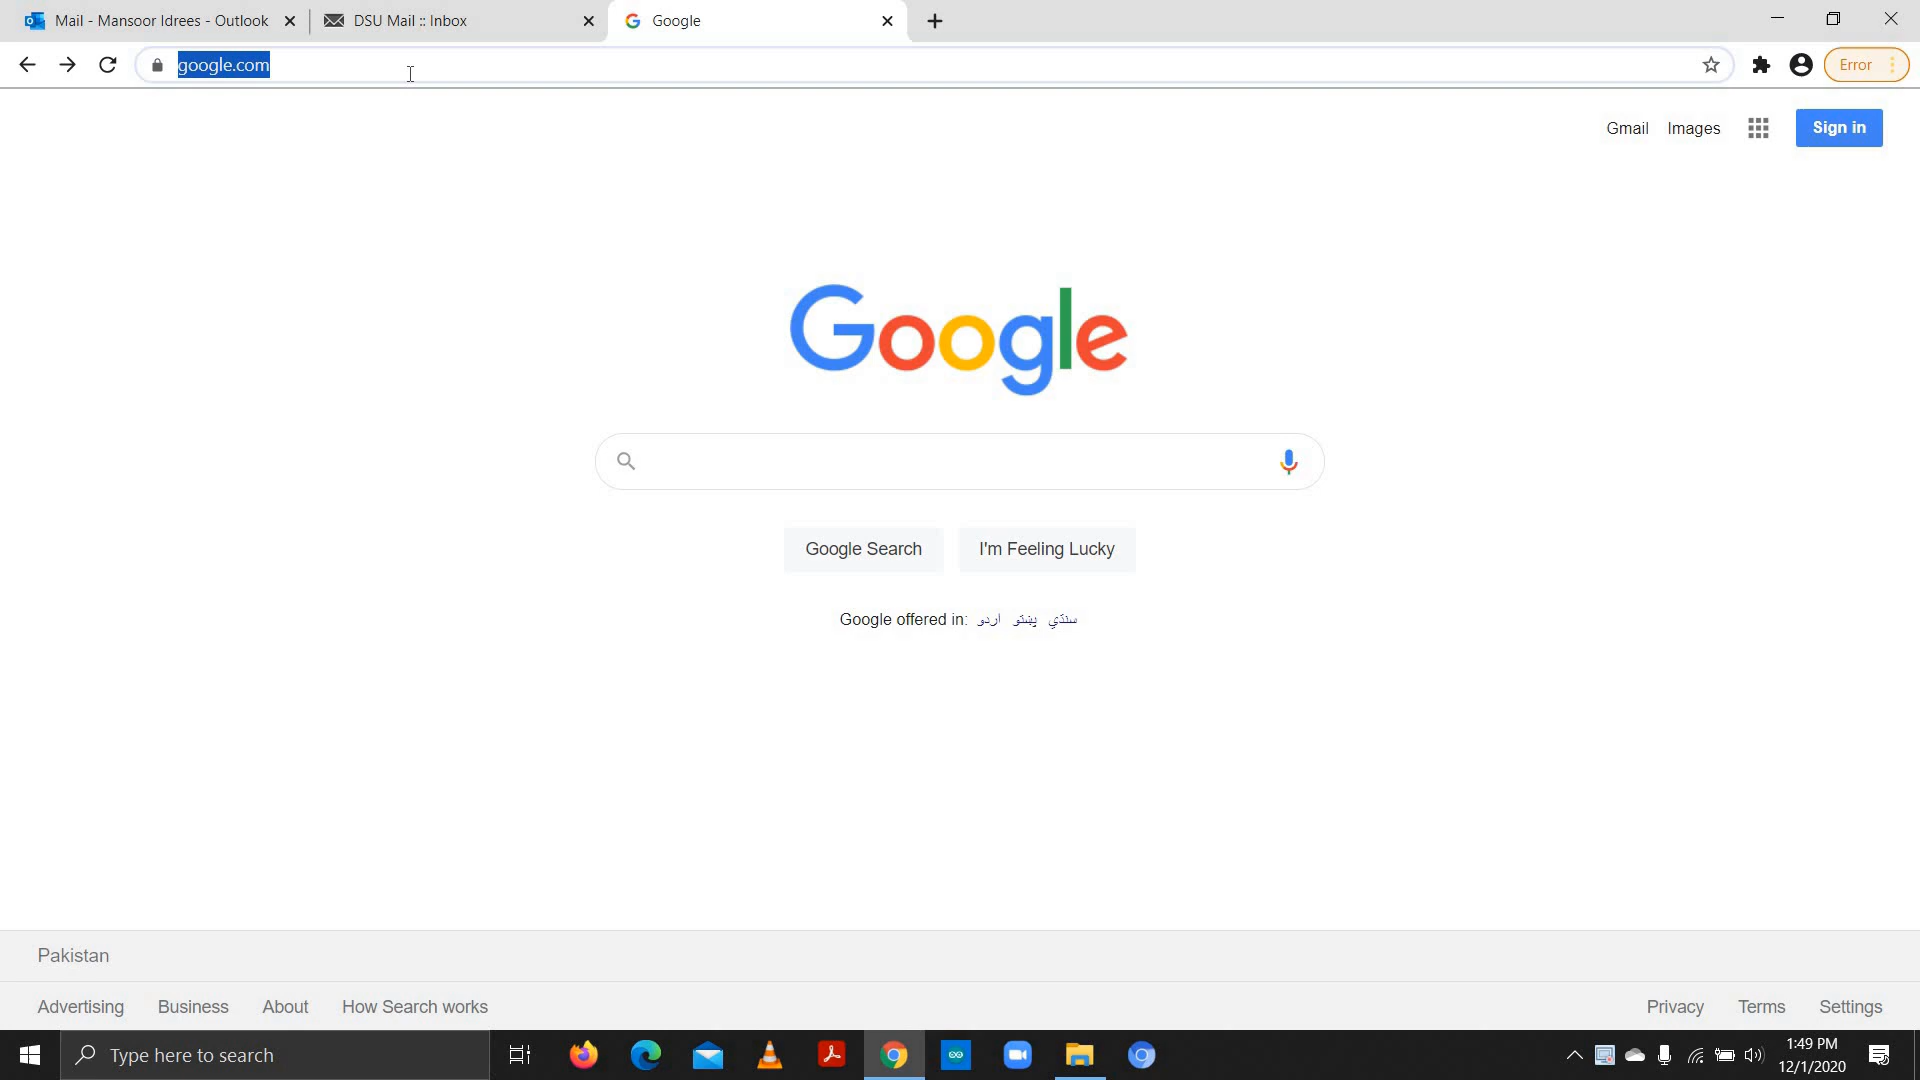 Mail - Mansoor Idrees - Outlook
DSU Mail :: Inbox
Google
google.com
Error
Gmail Images Sign in
Google
Google Search I'm Feeling Lucky
Google offered in: اردو پښتو سنڌي
Pakistan
Advertising Business About How Search works
Privacy Terms Settings
Type here to search
1:49 PM
12/1/2020